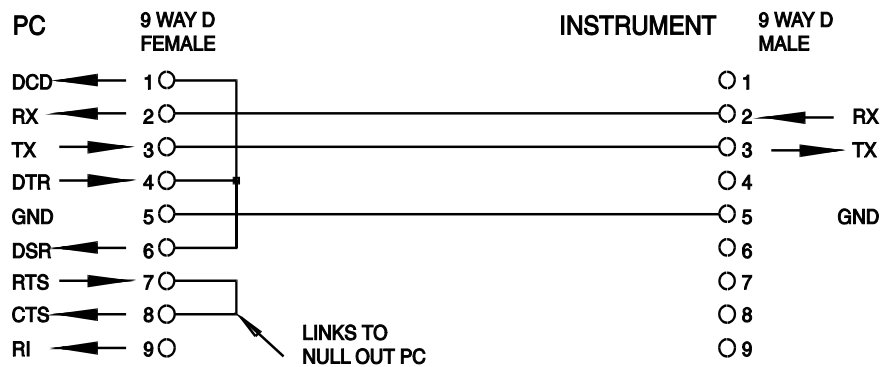 PC 9 WAY D FEMALE INSTRUMENT 9 WAY D MALE
DCD 1 1
RX 2 2 RX
TX 3 3 TX
DTR 4 4
GND 5 5 GND
DSR 6 6
RTS 7 7
CTS 8 8
RI 9 9
LINKS TO
NULL OUT PC